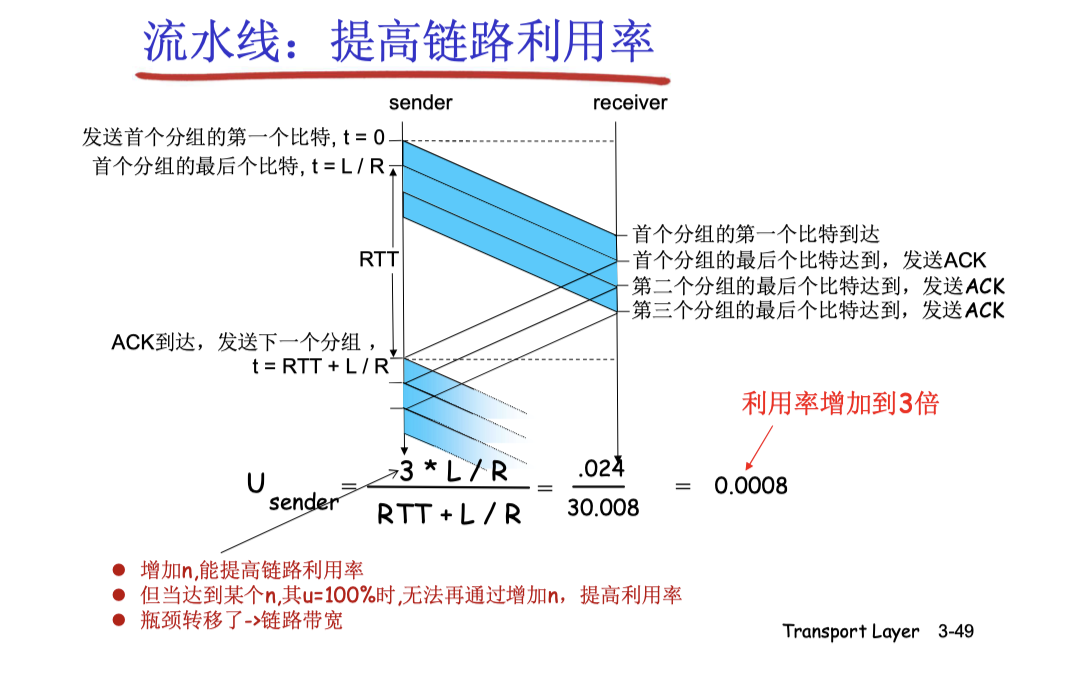 流水线：提高链路利用率
sender
receiver
发送首个分组的第一个比特, t = 0
首个分组的最后个比特, t = L / R
首个分组的第一个比特到达
RTT
首个分组的最后个比特达到，发送ACK
第二个分组的最后个比特达到，发送ACK
第三个分组的最后个比特达到，发送ACK
ACK到达，发送下一个分组，
t = RTT + L / R
利用率增加到3倍
U sender = 3 * L / R / RTT + L / R = .024 / 30.008 = 0.0008
增加n,能提高链路利用率
但当达到某个n,其u=100%时,无法再通过增加n，提高利用率
瓶颈转移了->链路带宽
Transport Layer 3-49